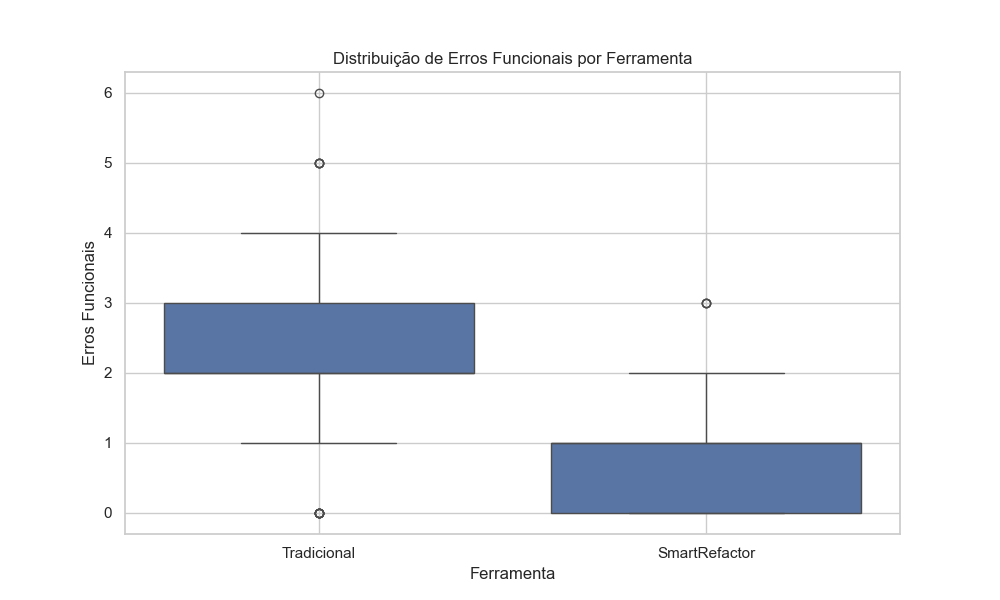 Distribuição de Erros Funcionais por Ferramenta
Erros Funcionais
6
5
4
3
2
1
0
Tradicional
SmartRefactor
Ferramenta